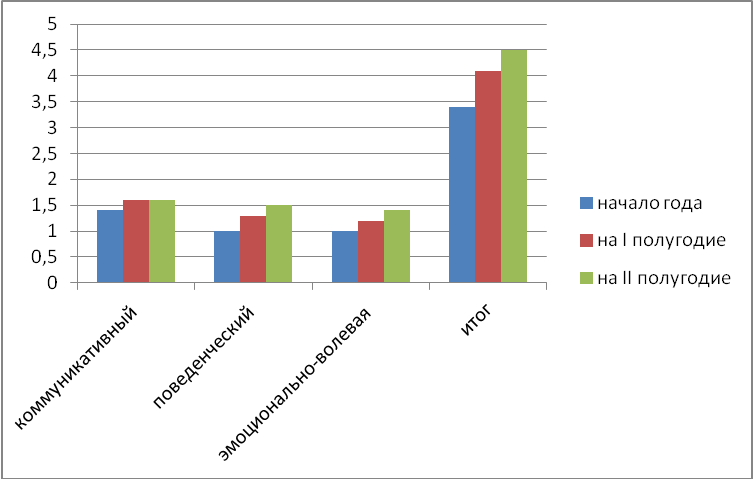 5
4,5
4
3,5
3
2,5
2
1,5
1
0,5
0
коммуникативный
поведенческий
эмоционально-волевая
итог
начало года
на I полугодие
на II полугодие